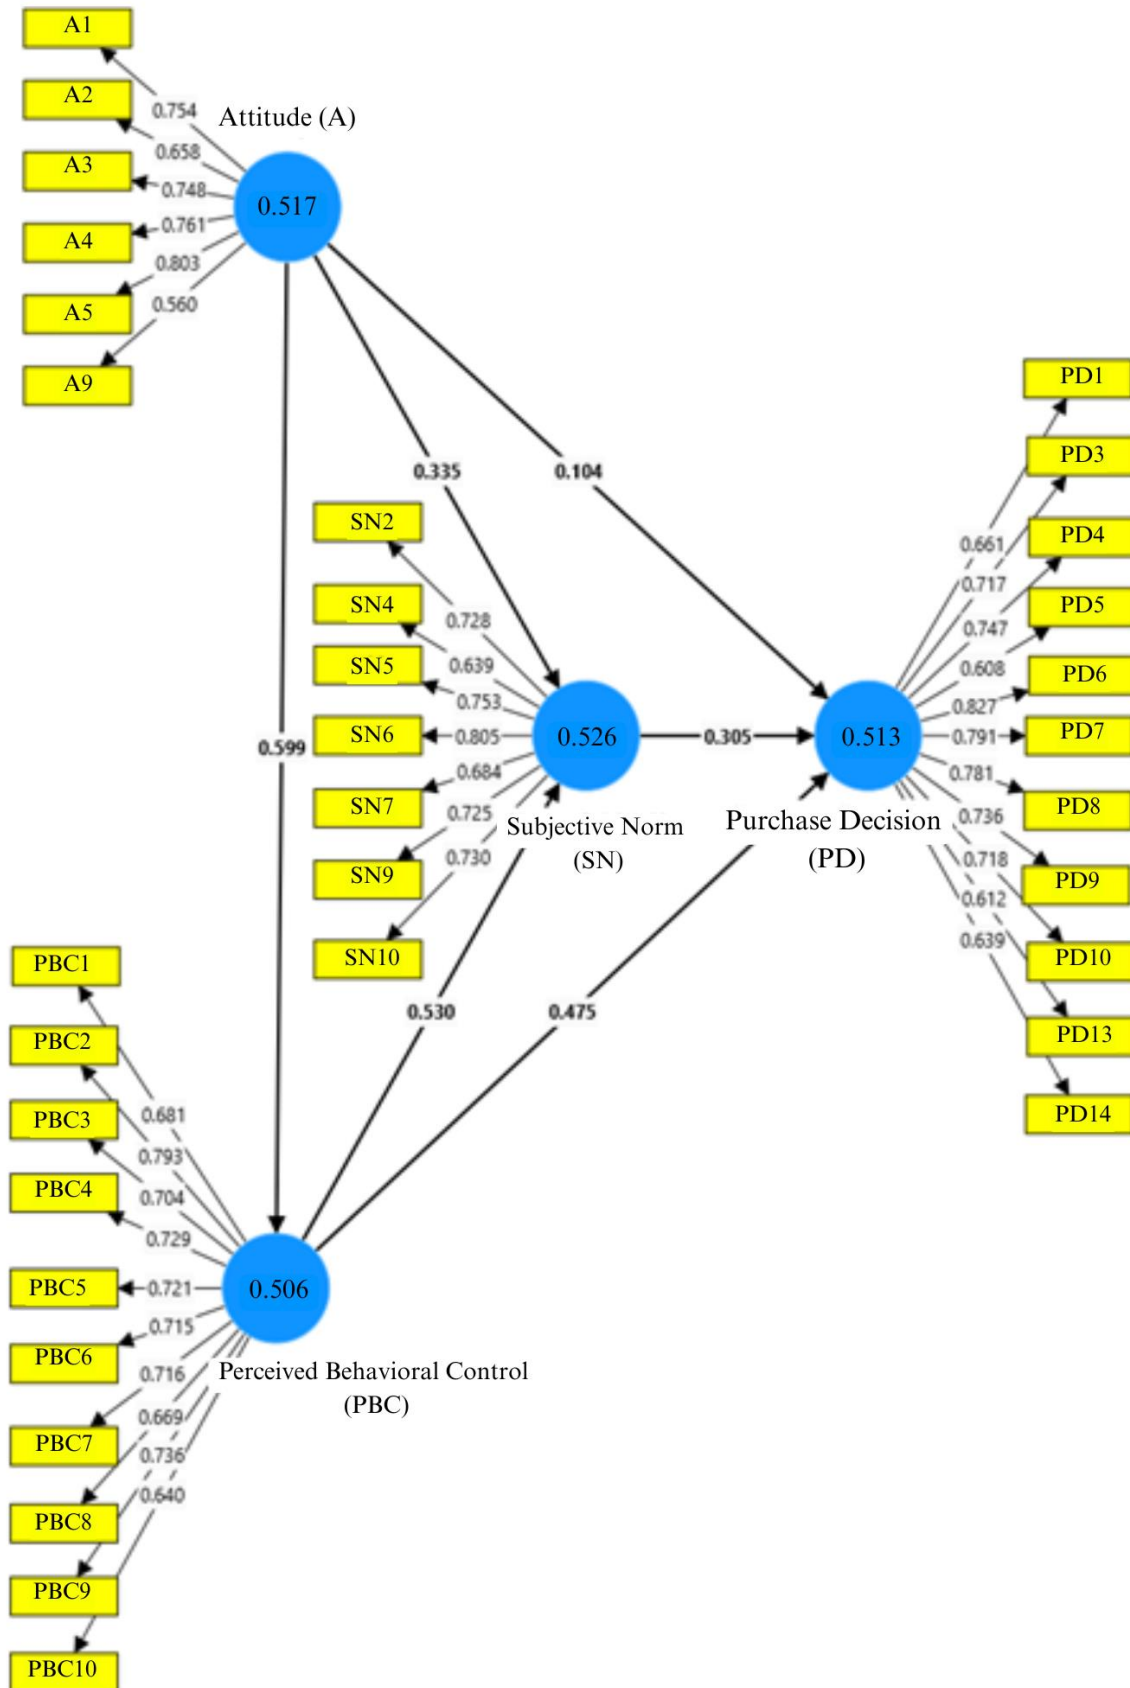 A1
A2
A3
A4
A5
A9
0.754
0.658
0.748
0.761
0.803
0.560
Attitude (A)
0.517
0.335
0.104
0.599
SN2
SN4
SN5
SN6
SN7
SN9
SN10
0.728
0.639
0.753
0.805
0.684
0.725
0.730
0.526
Subjective Norm
(SN)
0.305
0.513
Purchase Decision
(PD)
0.661
0.717
0.747
0.608
0.827
0.791
0.781
0.736
0.718
0.612
0.639
PD1
PD3
PD4
PD5
PD6
PD7
PD8
PD9
PD10
PD13
PD14
0.530
0.475
PBC1
PBC2
PBC3
PBC4
PBC5
PBC6
PBC7
PBC8
PBC9
PBC10
0.681
0.793
0.704
0.729
0.721
0.715
0.716
0.669
0.736
0.640
0.506
Perceived Behavioral Control
(PBC)